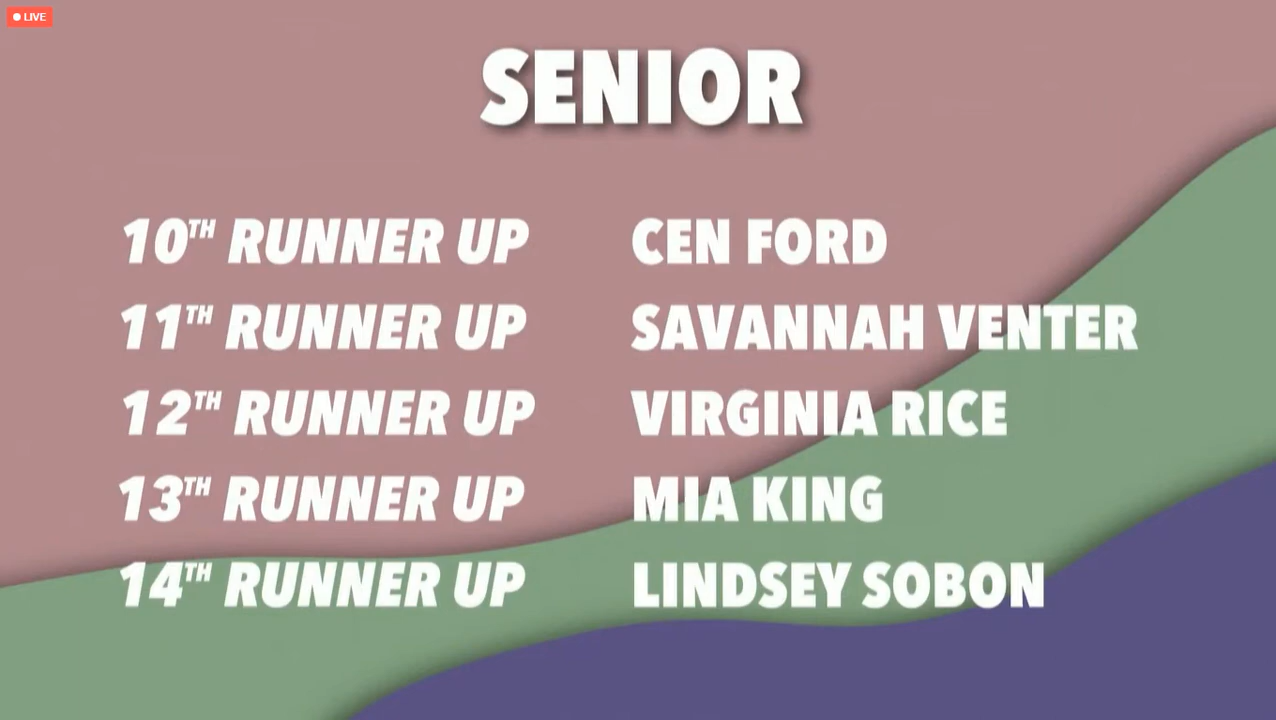 LIVE
SENIOR
10TH RUNNER UP CEN FORD
11TH RUNNER UP SAVANNAH VENTER
12TH RUNNER UP VIRGINIA RICE
13TH RUNNER UP MIA KING
14TH RUNNER UP LINDSEY SOBON